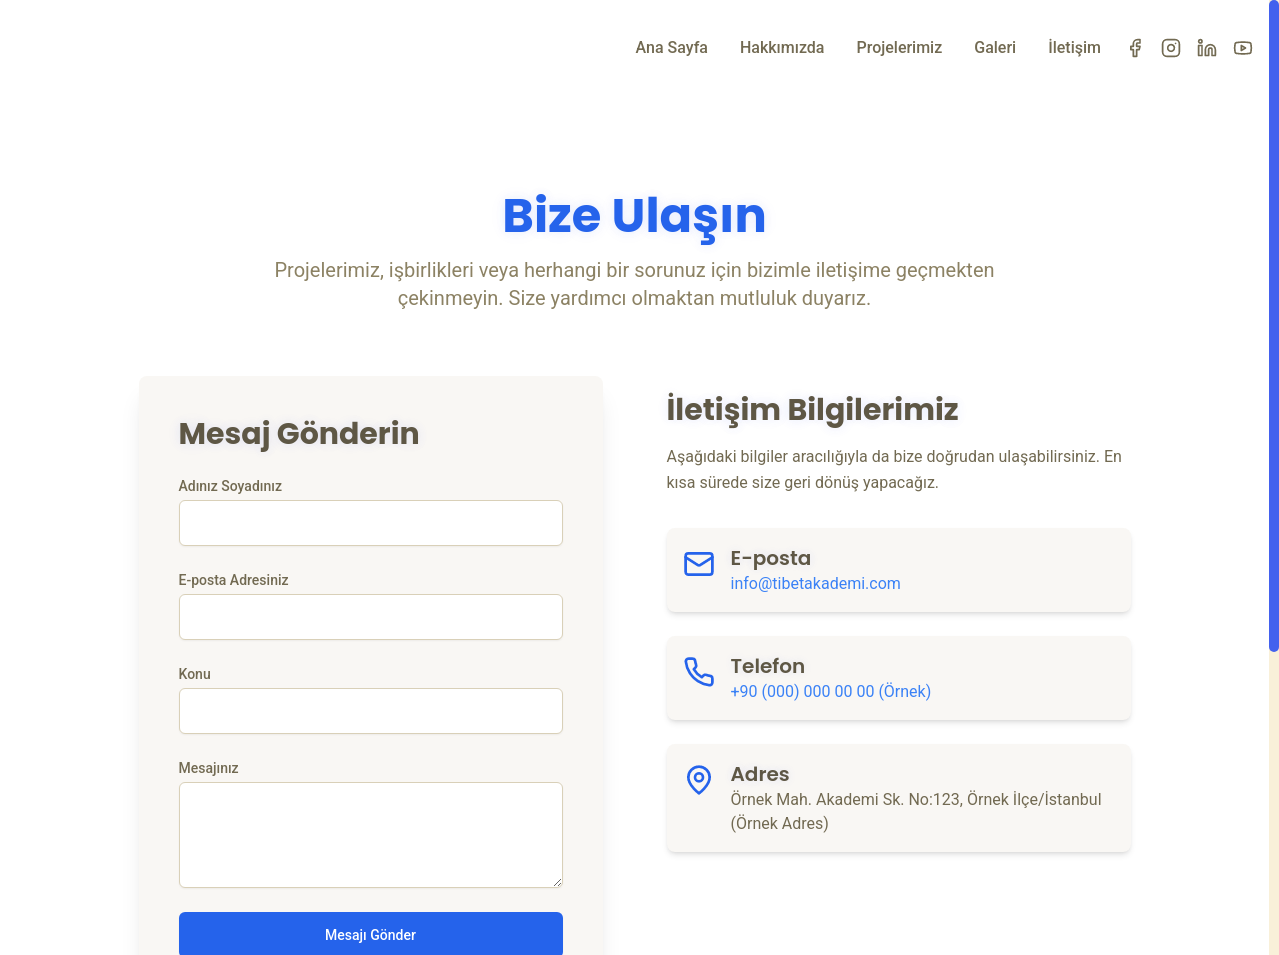 Ana Sayfa Hakkımızda Projelerimiz Galeri İletişim
Bize Ulaşın
Projelerimiz, işbirlikleri veya herhangi bir sorunuz için bizimle iletişime geçmekten
çekinmeyin. Size yardımcı olmaktan mutluluk duyarız.
Mesaj Gönderin
Adınız Soyadınız
E-posta Adresiniz
Konu
Mesajınız
Mesajı Gönder
İletişim Bilgilerimiz
Aşağıdaki bilgiler aracılığıyla da bize doğrudan ulaşabilirsiniz. En
kısa sürede size geri dönüş yapacağız.
E-posta
info@tibetakademi.com
Telefon
+90 (000) 000 00 00 (Örnek)
Adres
Örnek Mah. Akademi Sk. No:123, Örnek İlçe/İstanbul
(Örnek Adres)